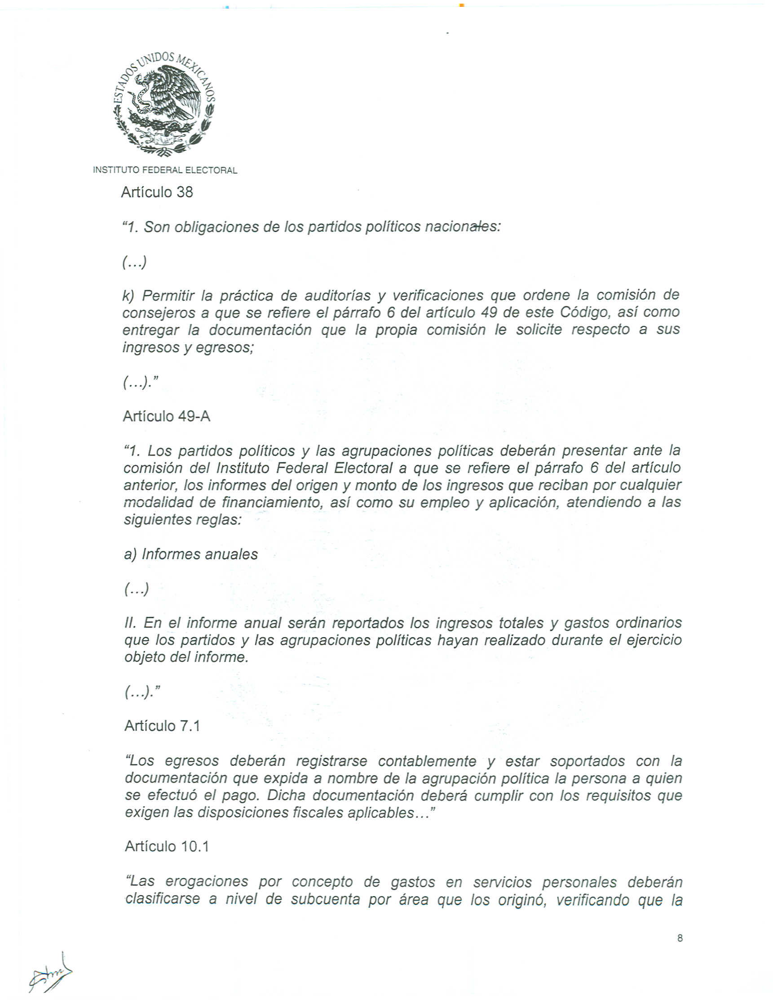 ESTADOS UNIDOS MEXICANOS
INSTITUTO FEDERAL ELECTORAL
Artículo 38
“1. Son obligaciones de los partidos políticos nacionales:
(...)
k) Permitir la práctica de auditorías y verificaciones que ordene la comisión de
consejeros a que se refiere el párrafo 6 del artículo 49 de este Código, así como
entregar la documentación que la propia comisión le solicite respecto a sus
ingresos y egresos;
(...).”
Artículo 49-A
“1. Los partidos políticos y las agrupaciones políticas deberán presentar ante la
comisión del Instituto Federal Electoral a que se refiere el párrafo 6 del artículo
anterior, los informes del origen y monto de los ingresos que reciban por cualquier
modalidad de financiamiento, así como su empleo y aplicación, atendiendo a las
siguientes reglas:
a) Informes anuales
(...)
II. En el informe anual serán reportados los ingresos totales y gastos ordinarios
que los partidos y las agrupaciones políticas hayan realizado durante el ejercicio
objeto del informe.
(...).”
Artículo 7.1
“Los egresos deberán registrarse contablemente y estar soportados con la
documentación que expida a nombre de la agrupación política la persona a quien
se efectuó el pago. Dicha documentación deberá cumplir con los requisitos que
exigen las disposiciones fiscales aplicables...”
Artículo 10.1
“Las erogaciones por concepto de gastos en servicios personales deberán
clasificarse a nivel de subcuenta por área que los originó, verificando que la
8